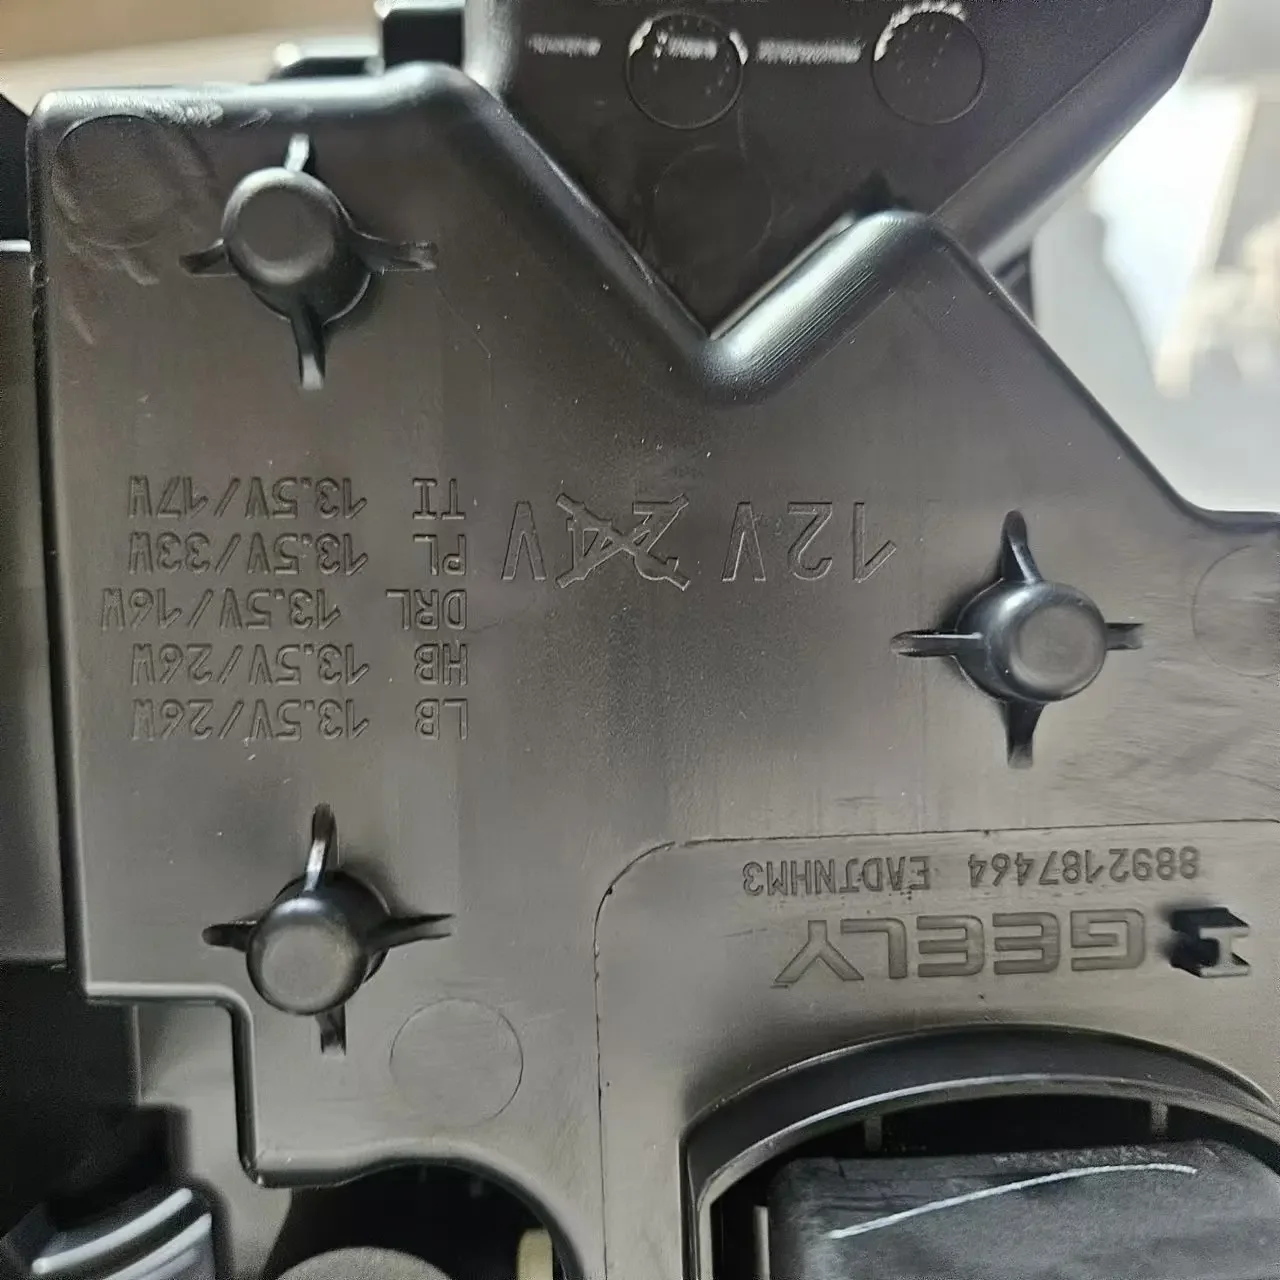 GEELY
8892187464 EADJNHM3
12V 24V
LB 13.5V/26W
HB 13.5V/26W
DRL 13.5V/16W
PL 13.5V/33W
TI 13.5V/17W